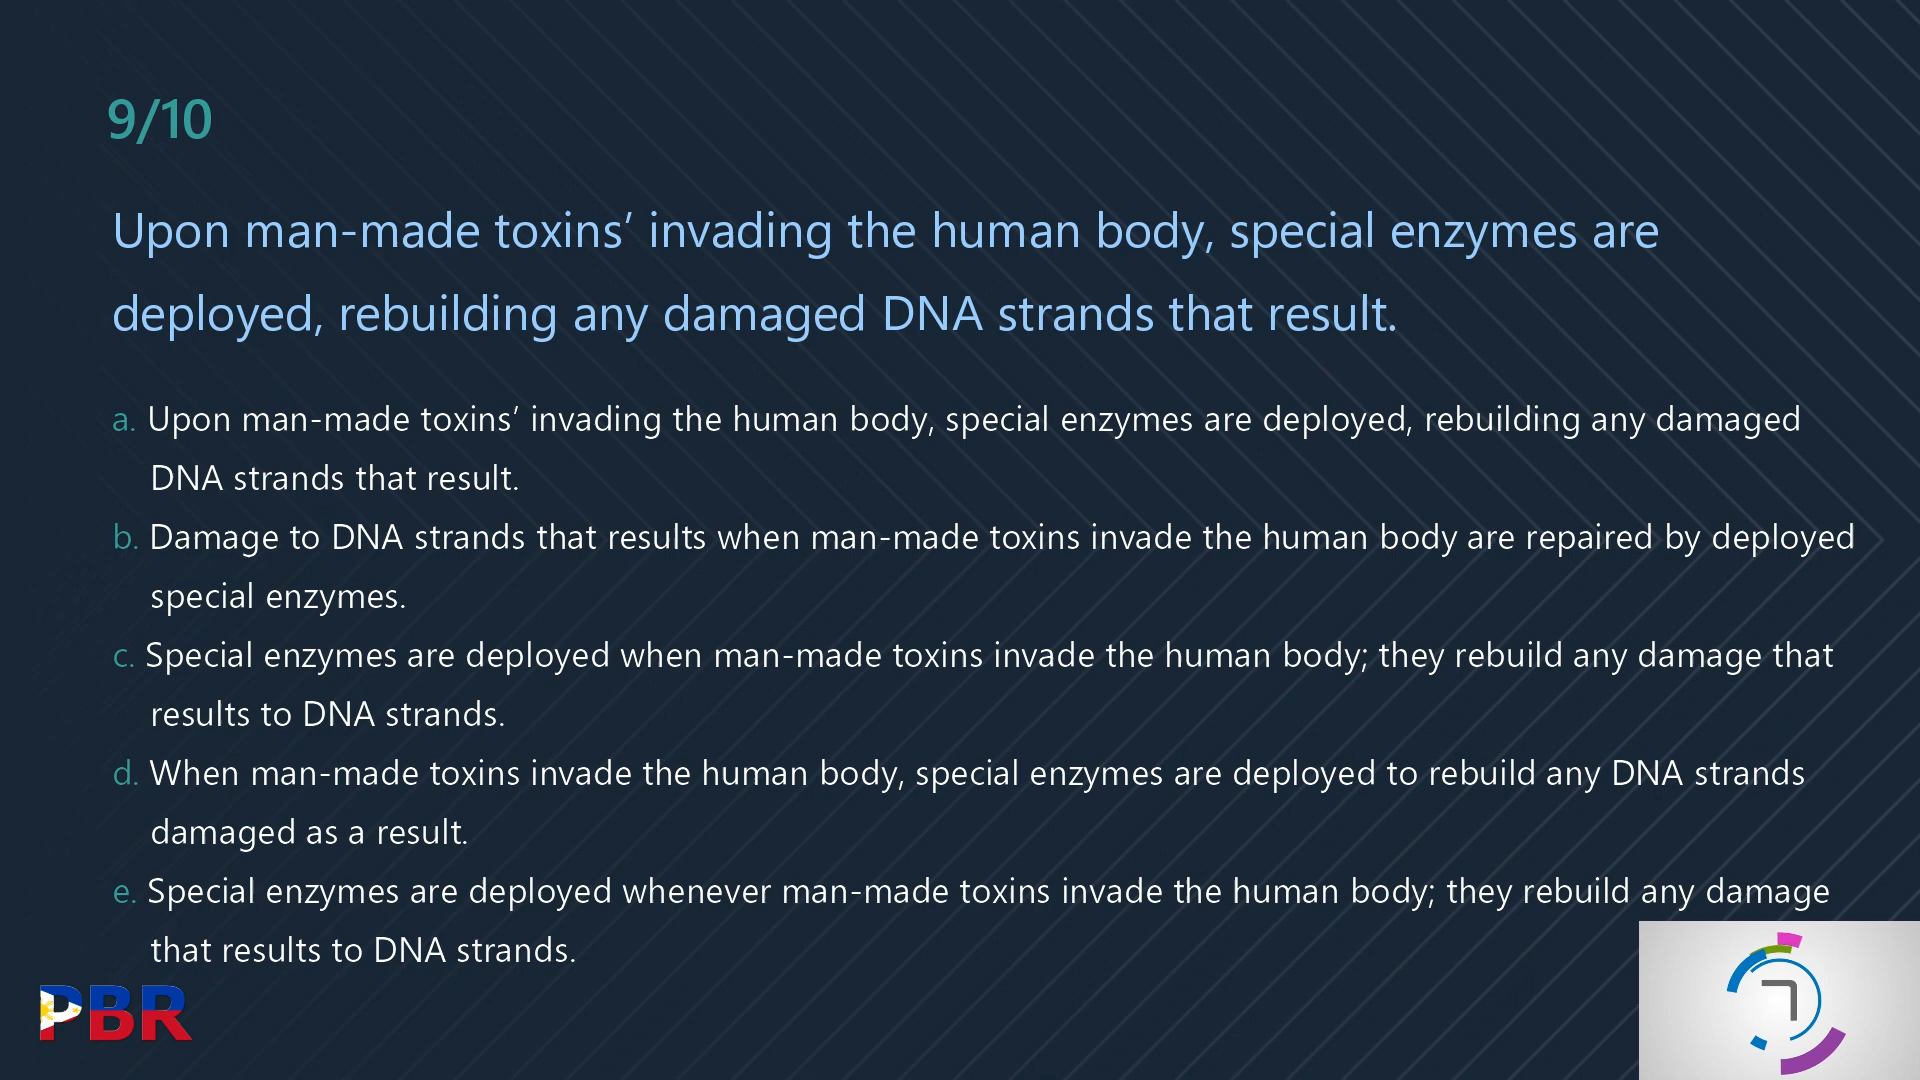 9/10
Upon man-made toxins’ invading the human body, special enzymes are
deployed, rebuilding any damaged DNA strands that result.
a. Upon man-made toxins’ invading the human body, special enzymes are deployed, rebuilding any damaged
DNA strands that result.
b. Damage to DNA strands that results when man-made toxins invade the human body are repaired by deployed
special enzymes.
c. Special enzymes are deployed when man-made toxins invade the human body; they rebuild any damage that
results to DNA strands.
d. When man-made toxins invade the human body, special enzymes are deployed to rebuild any DNA strands
damaged as a result.
e. Special enzymes are deployed whenever man-made toxins invade the human body; they rebuild any damage
that results to DNA strands.
PBR